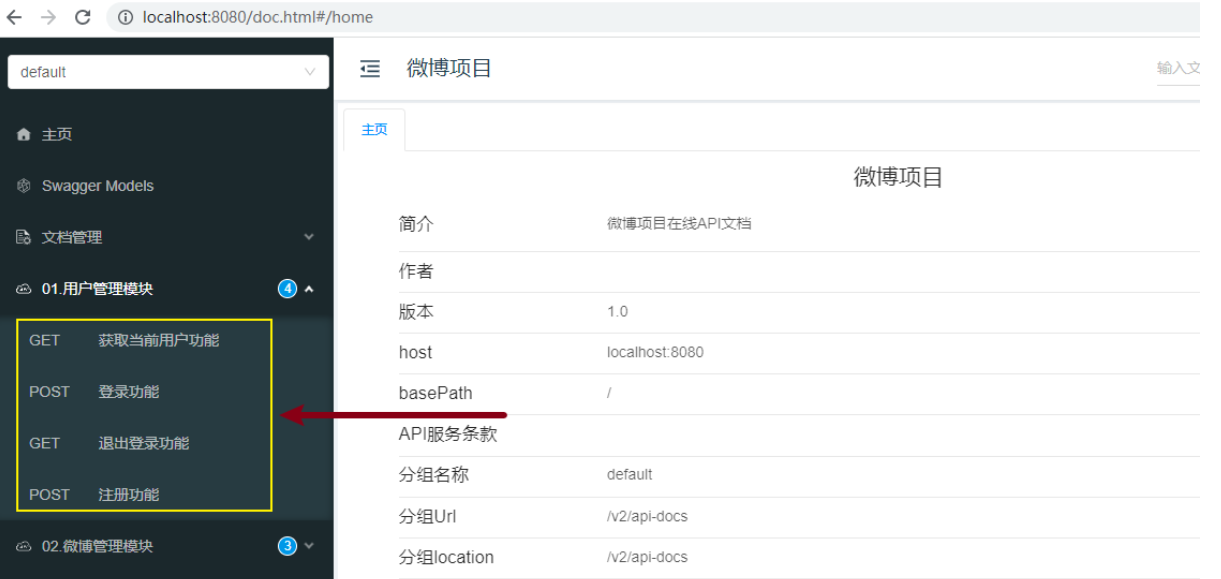 localhost:8080/doc.html#/home
default
主页
Swagger Models
文档管理
01.用户管理模块 4
GET 获取当前用户功能
POST 登录功能
GET 退出登录功能
POST 注册功能
02.微博管理模块 3
微博项目
输入文
主页
微博项目
简介 微博项目在线API文档
作者
版本 1.0
host localhost:8080
basePath /
API服务条款
分组名称 default
分组Url /v2/api-docs
分组location /v2/api-docs